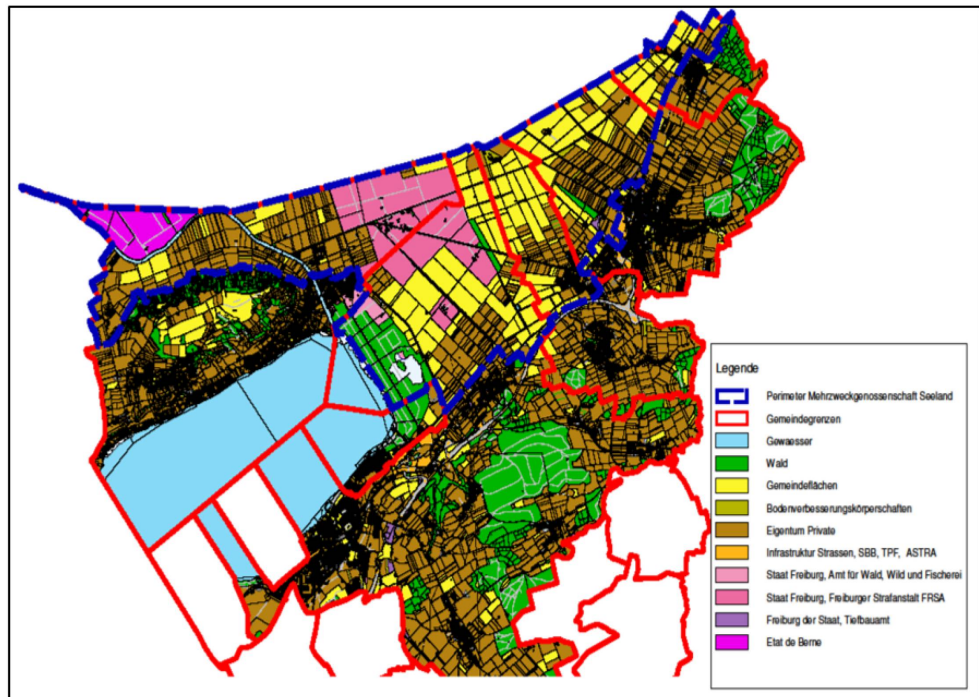 Legende
Perimeter Mehrzweckgenossenschaft Seeland
Gemeindegrenzen
Gewaesser
Wald
Gemeindeflächen
Bodenverbesserungskörperschaften
Eigentum Private
Infrastruktur Strassen, SBB, TPF, ASTRA
Staat Freiburg, Amt für Wald, Wild und Fischerei
Staat Freiburg, Freiburger Strafanstalt FRSA
Freiburg der Staat, Tiefbauamt
Etat de Berne